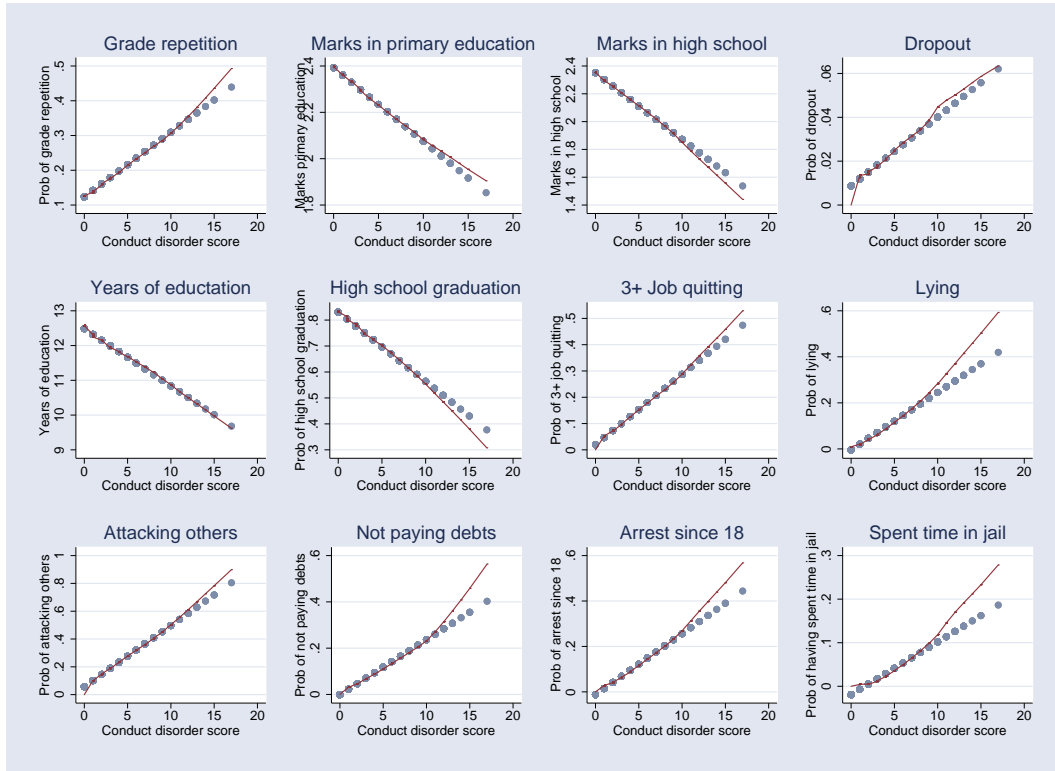 Grade repetition
Prob of grade repetition
.1 .2 .3 .4 .5
0 5 10 15 20
Conduct disorder score
Marks in primary education
Marks primary education
1.8 2 2.2 2.4
0 5 10 15 20
Conduct disorder score
Marks in high school
Marks in high school
1.4 1.6 1.8 2 2.2 2.4
0 5 10 15 20
Conduct disorder score
Dropout
Prob of dropout
0 .02 .04 .06
0 5 10 15 20
Conduct disorder score
Years of eductation
Years of education
9 10 11 12 13
0 5 10 15 20
Conduct disorder score
High school graduation
Prob of high school graduation
.3 .4 .5 .6 .7 .8
0 5 10 15 20
Conduct disorder score
3+ Job quitting
Prob of 3+ job quitting
0 .1 .2 .3 .4 .5
0 5 10 15 20
Conduct disorder score
Lying
Prob of lying
0 .2 .4 .6
0 5 10 15 20
Conduct disorder score
Attacking others
Prob of attacking others
0 .2 .4 .6 .8 1
0 5 10 15 20
Conduct disorder score
Not paying debts
Prob of not paying debts
0 .2 .4 .6
0 5 10 15 20
Conduct disorder score
Arrest since 18
Prob of arrest since 18
0 .2 .4 .6
0 5 10 15 20
Conduct disorder score
Spent time in jail
Prob of having spent time in jail
0 .1 .2 .3
0 5 10 15 20
Conduct disorder score